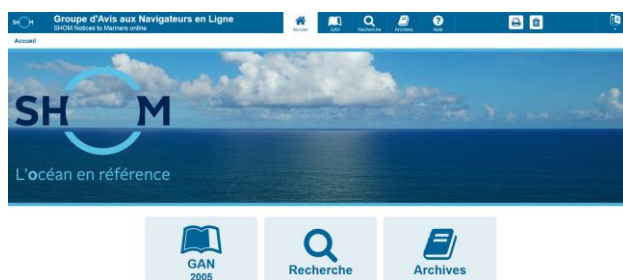 SHOM
Groupe d'Avis aux Navigateurs en Ligne
SHOM Notices to Mariners online
Accueil
GAN
Recherche
Archives
Aide
Accueil
SHOM
L'océan en référence
GAN
2005
Recherche
Archives